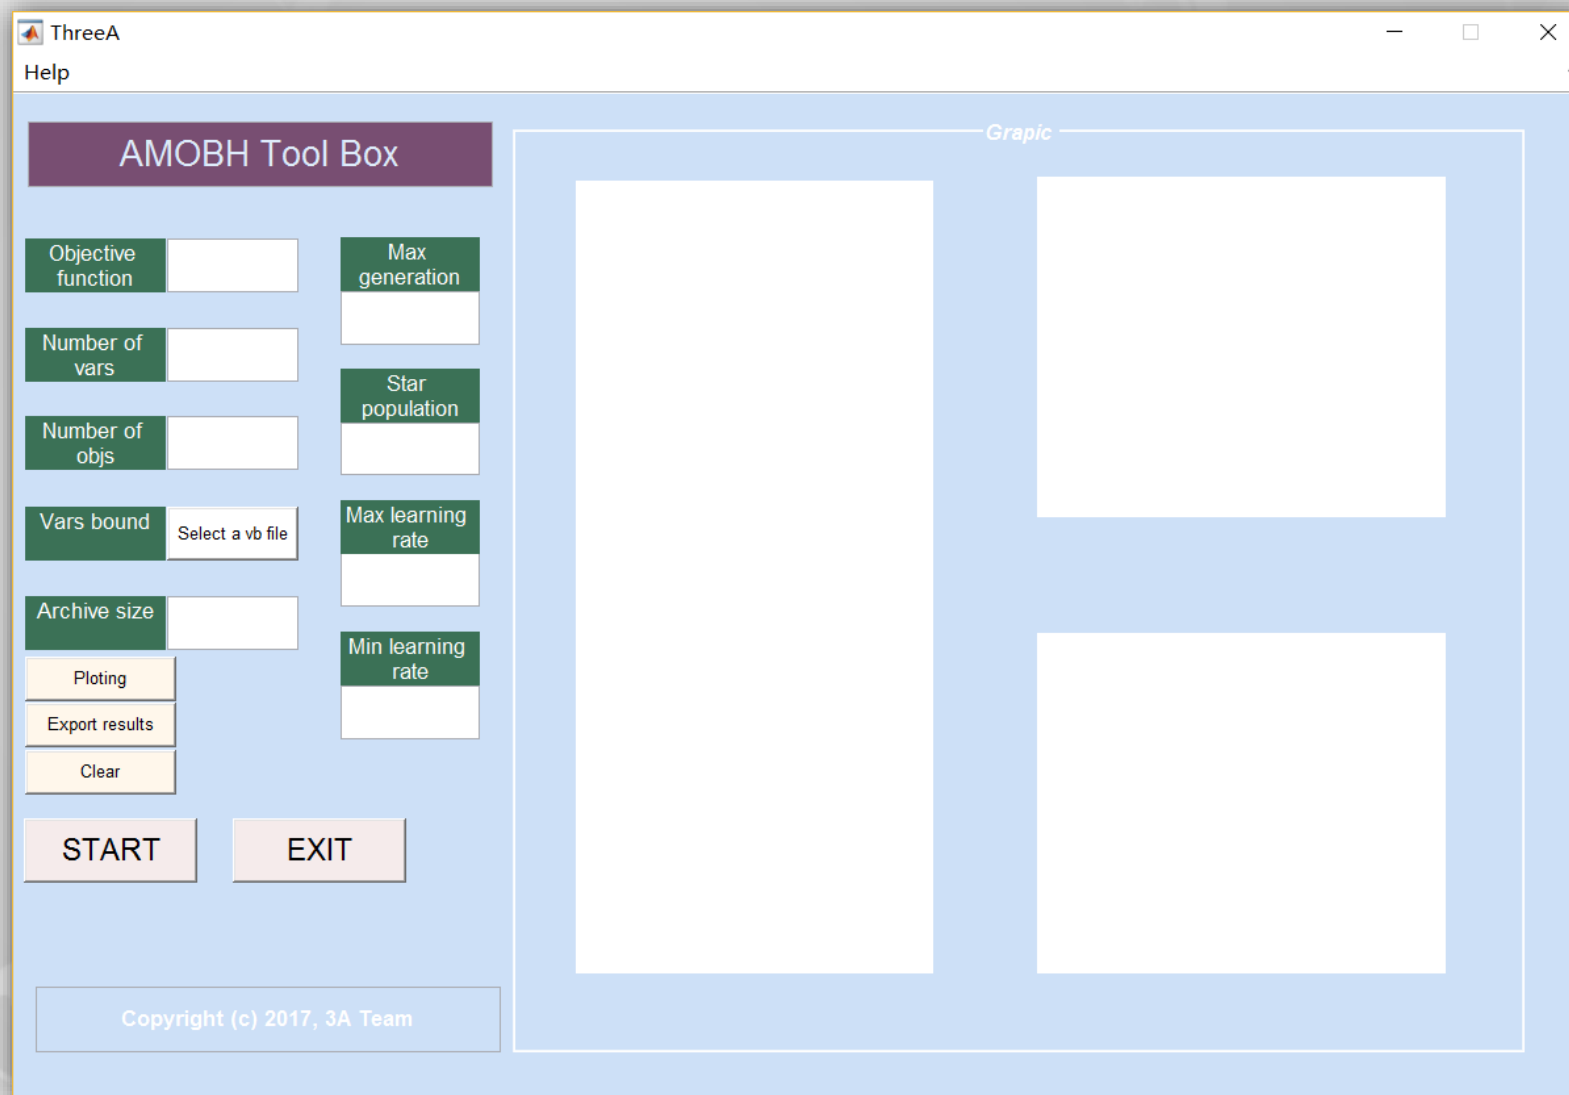 ThreeA
Help
AMOBH Tool Box
Objective
function
Number of
vars
Number of
objs
Vars bound
Select a vb file
Archive size
Ploting
Export results
Clear
Max
generation
Star
population
Max learning
rate
Min learning
rate
START
EXIT
Copyright (c) 2017, 3A Team
Grapic